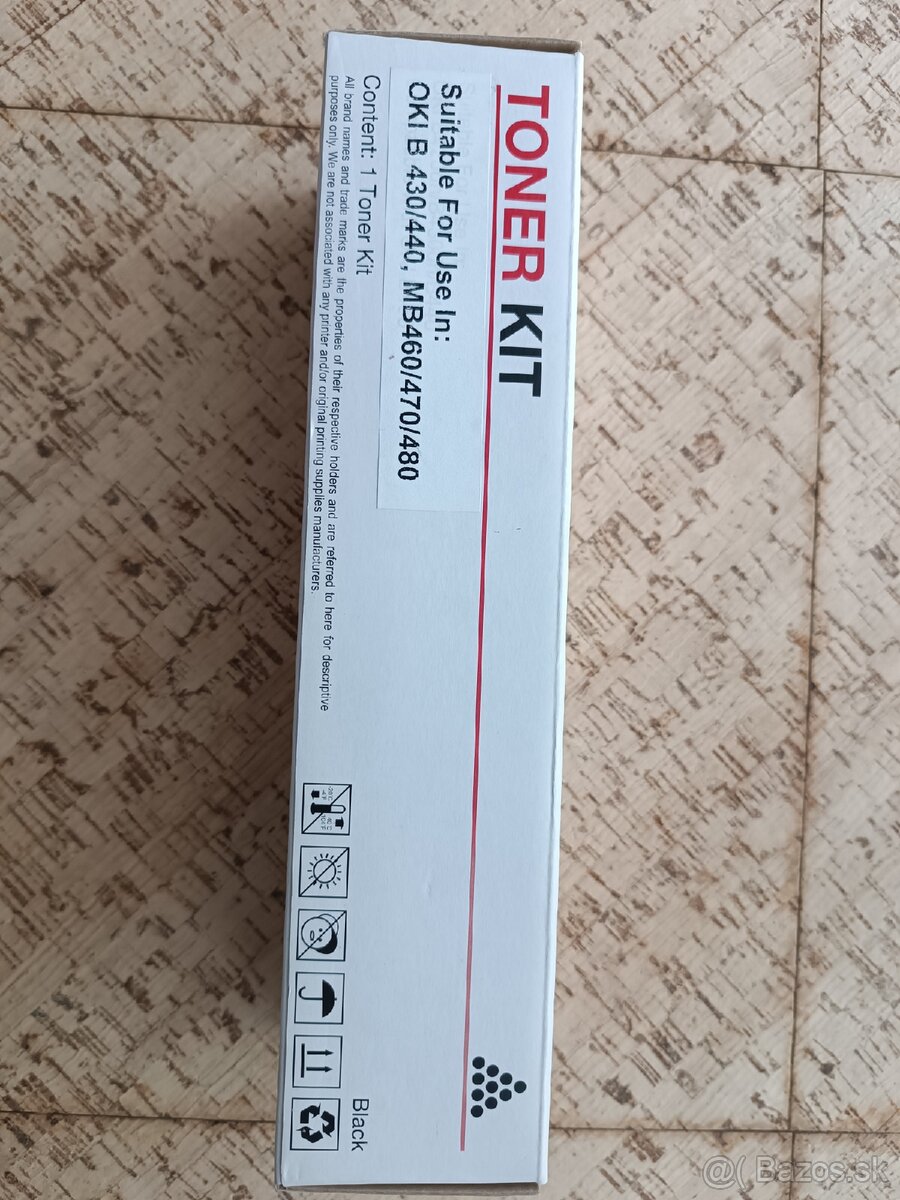 TONER KIT
Suitable For Use In:
OKI B 430/440, MB460/470/480
Content: 1 Toner Kit
All brand names and trade marks are the properties of their respective holders and are referred to here for descriptive
purposes only. We are not associated with any printer and/or original printing supplies manufacturers.
Black
@( Bazos.sk